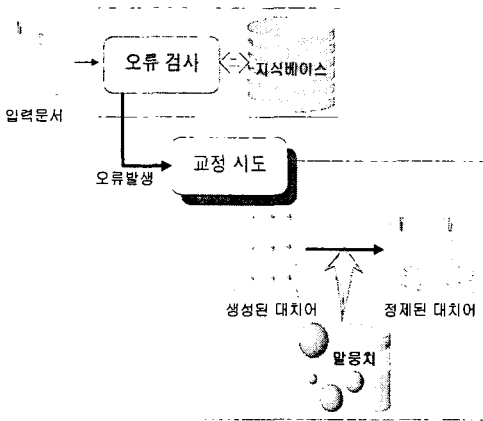 오류 검사
지식베이스
입력문서
교정 시도
오류발생
생성된 대치어
정제된 대치어
말뭉치